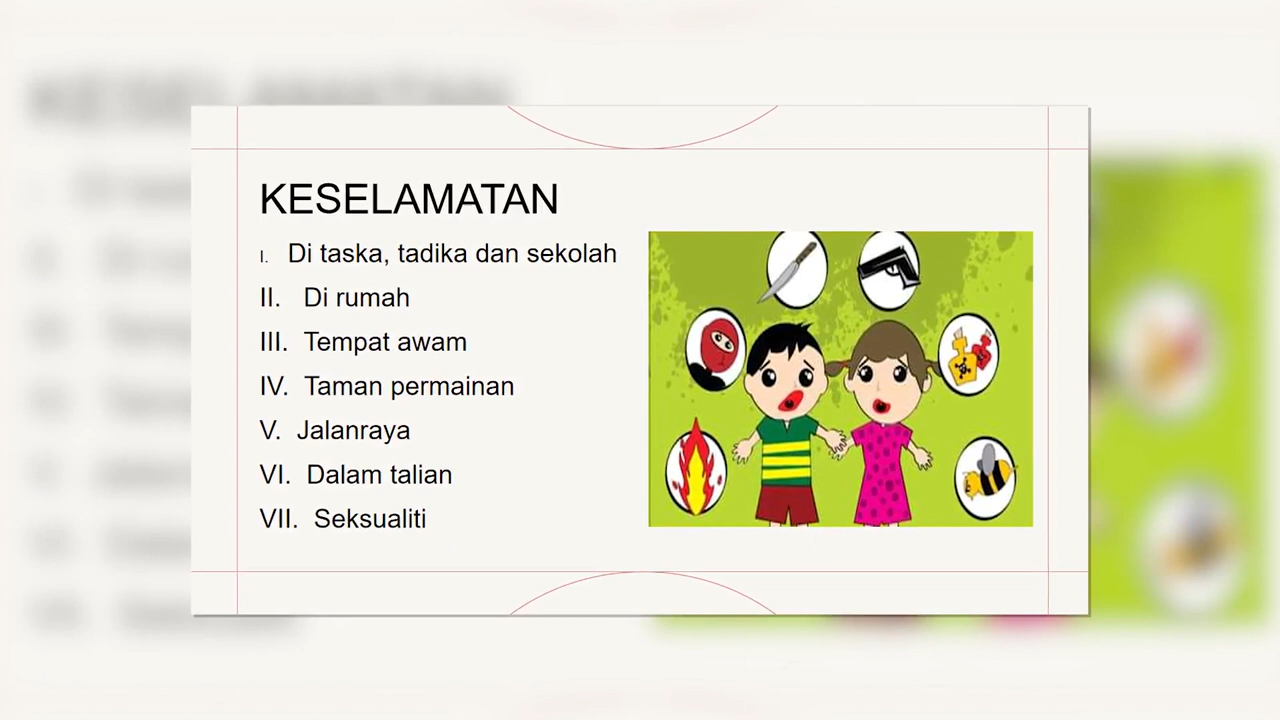 KESELAMATAN
I. Di taska, tadika dan sekolah
II. Di rumah
III. Tempat awam
IV. Taman permainan
V. Jalanraya
VI. Dalam talian
VII. Seksualiti